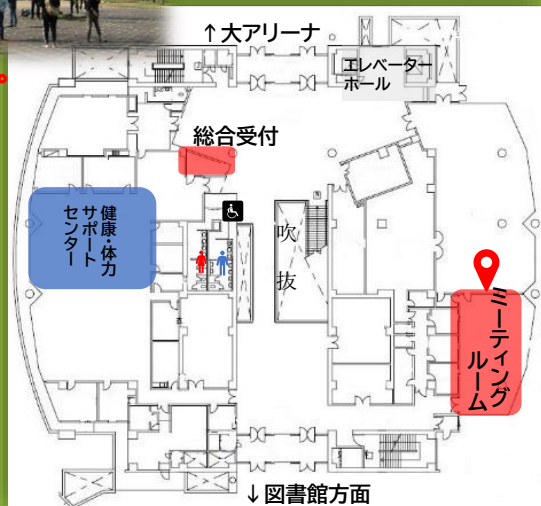 ↑大アリーナ
エレベーター
ホール
総合受付
健康・体力
サポート
センター
吹抜
ミーティング
ルーム
↓図書館方面